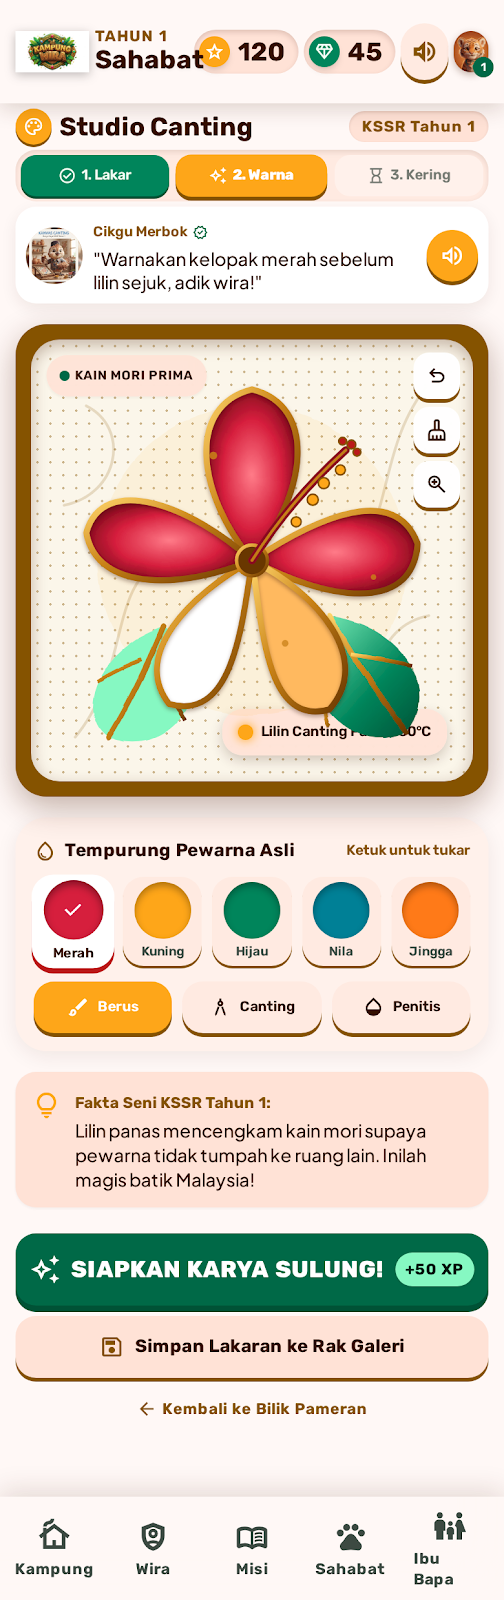 KAMPUNG
WIRA
TAHUN 1
Sahabat
120
45
1
Studio Canting
KSSR Tahun 1
1. Lakar
2. Warna
3. Kering
Cikgu Merbok
"Warnakan kelopak merah sebelum
lilin sejuk, adik wira!"
KAIN MORI PRIMA
Lilin Canting
0°C
Tempurung Pewarna Asli
Ketuk untuk tukar
Merah
Kuning
Hijau
Nila
Jingga
Berus
Canting
Penitis
Fakta Seni KSSR Tahun 1:
Lilin panas mencengkam kain mori supaya
pewarna tidak tumpah ke ruang lain. Inilah
magis batik Malaysia!
SIAPKAN KARYA SULUNG!
+50 XP
Simpan Lakaran ke Rak Galeri
Kembali ke Bilik Pameran
Kampung
Wira
Misi
Sahabat
Ibu
Bapa